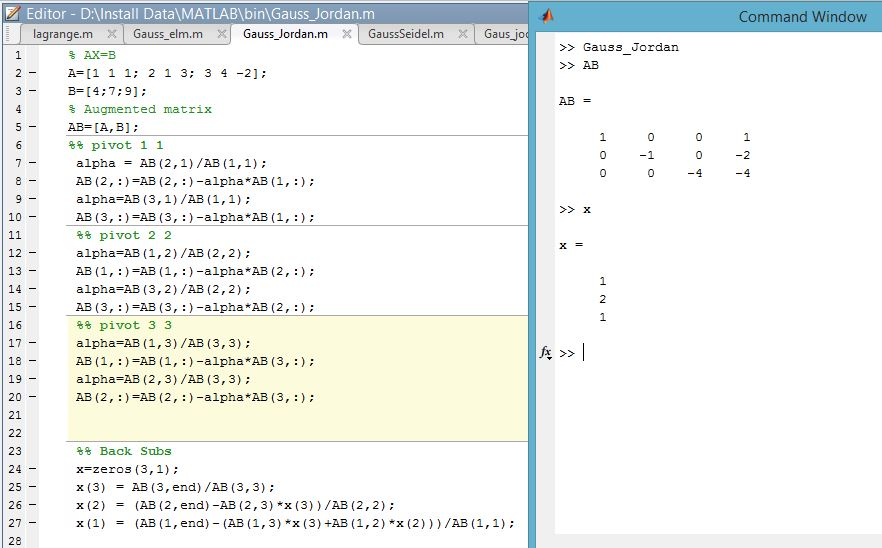 Editor - D:\Install Data\MATLAB\bin\Gauss_Jordan.m
lagrange.m Gauss_elm.m Gauss_Jordan.m GaussSeidel.m
1 % AX=B
2 A=[1 1 1; 2 1 3; 3 4 -2];
3 B=[4;7;9];
4 % Augmented matrix
5 AB=[A,B];
6 %% pivot 1 1
7 alpha = AB(2,1)/AB(1,1);
8 AB(2,:)=AB(2,:)-alpha*AB(1,:);
9 alpha=AB(3,1)/AB(1,1);
10 AB(3,:)=AB(3,:)-alpha*AB(1,:);
11 %% pivot 2 2
12 alpha=AB(1,2)/AB(2,2);
13 AB(1,:)=AB(1,:)-alpha*AB(2,:);
14 alpha=AB(3,2)/AB(2,2);
15 AB(3,:)=AB(3,:)-alpha*AB(2,:);
16 %% pivot 3 3
17 alpha=AB(1,3)/AB(3,3);
18 AB(1,:)=AB(1,:)-alpha*AB(3,:);
19 alpha=AB(2,3)/AB(3,3);
20 AB(2,:)=AB(2,:)-alpha*AB(3,:);
21
22
23 %% Back Subs
24 x=zeros(3,1);
25 x(3) = AB(3,end)/AB(3,3);
26 x(2) = (AB(2,end)-AB(2,3)*x(3))/AB(2,2);
27 x(1) = (AB(1,end)-(AB(1,3)*x(3)+AB(1,2)*x(2)))/AB(1,1);
28
Command Window
>> Gauss_Jordan
>> AB
AB =
1 0 0 1
0 -1 0 -2
0 0 -4 -4
>> x
x =
1
2
1
fx >>